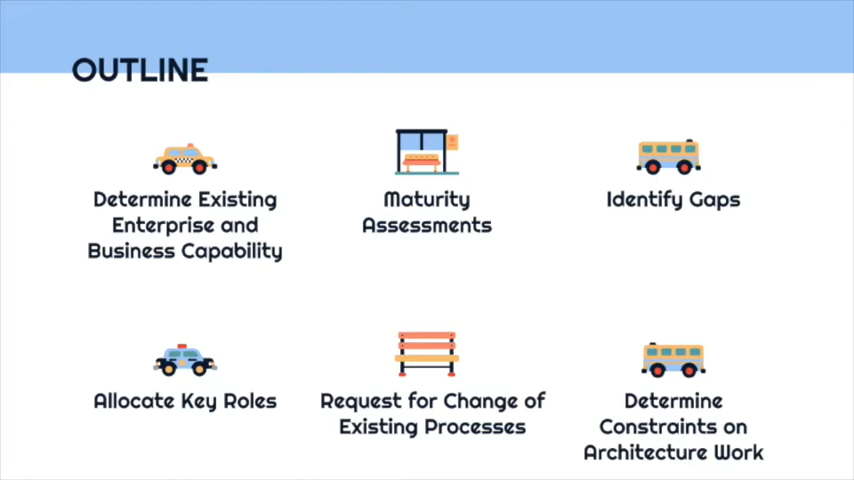 OUTLINE
Determine Existing
Enterprise and
Business Capability
Maturity
Assessments
Identify Gaps
Allocate Key Roles
Request for Change of
Existing Processes
Determine
Constraints on
Architecture Work